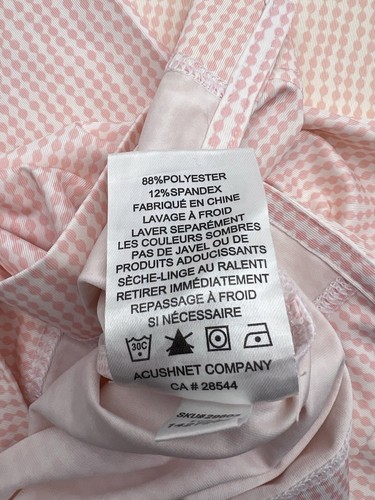 88%POLYESTER
12%SPANDEX
FABRIQUÉ EN CHINE
LAVAGE À FROID
LAVER SEPARÉMENT
LES COULEURS SOMBRES
PAS DE JAVEL OU DE
PRODUITS ADOUCISSANTS
SÈCHE-LINGE AU RALENTI
RETIRER IMMÉDIATEMENT
REPASSAGE À FROID
SI NÉCESSAIRE
30C
ACUSHNET COMPANY
CA # 28544